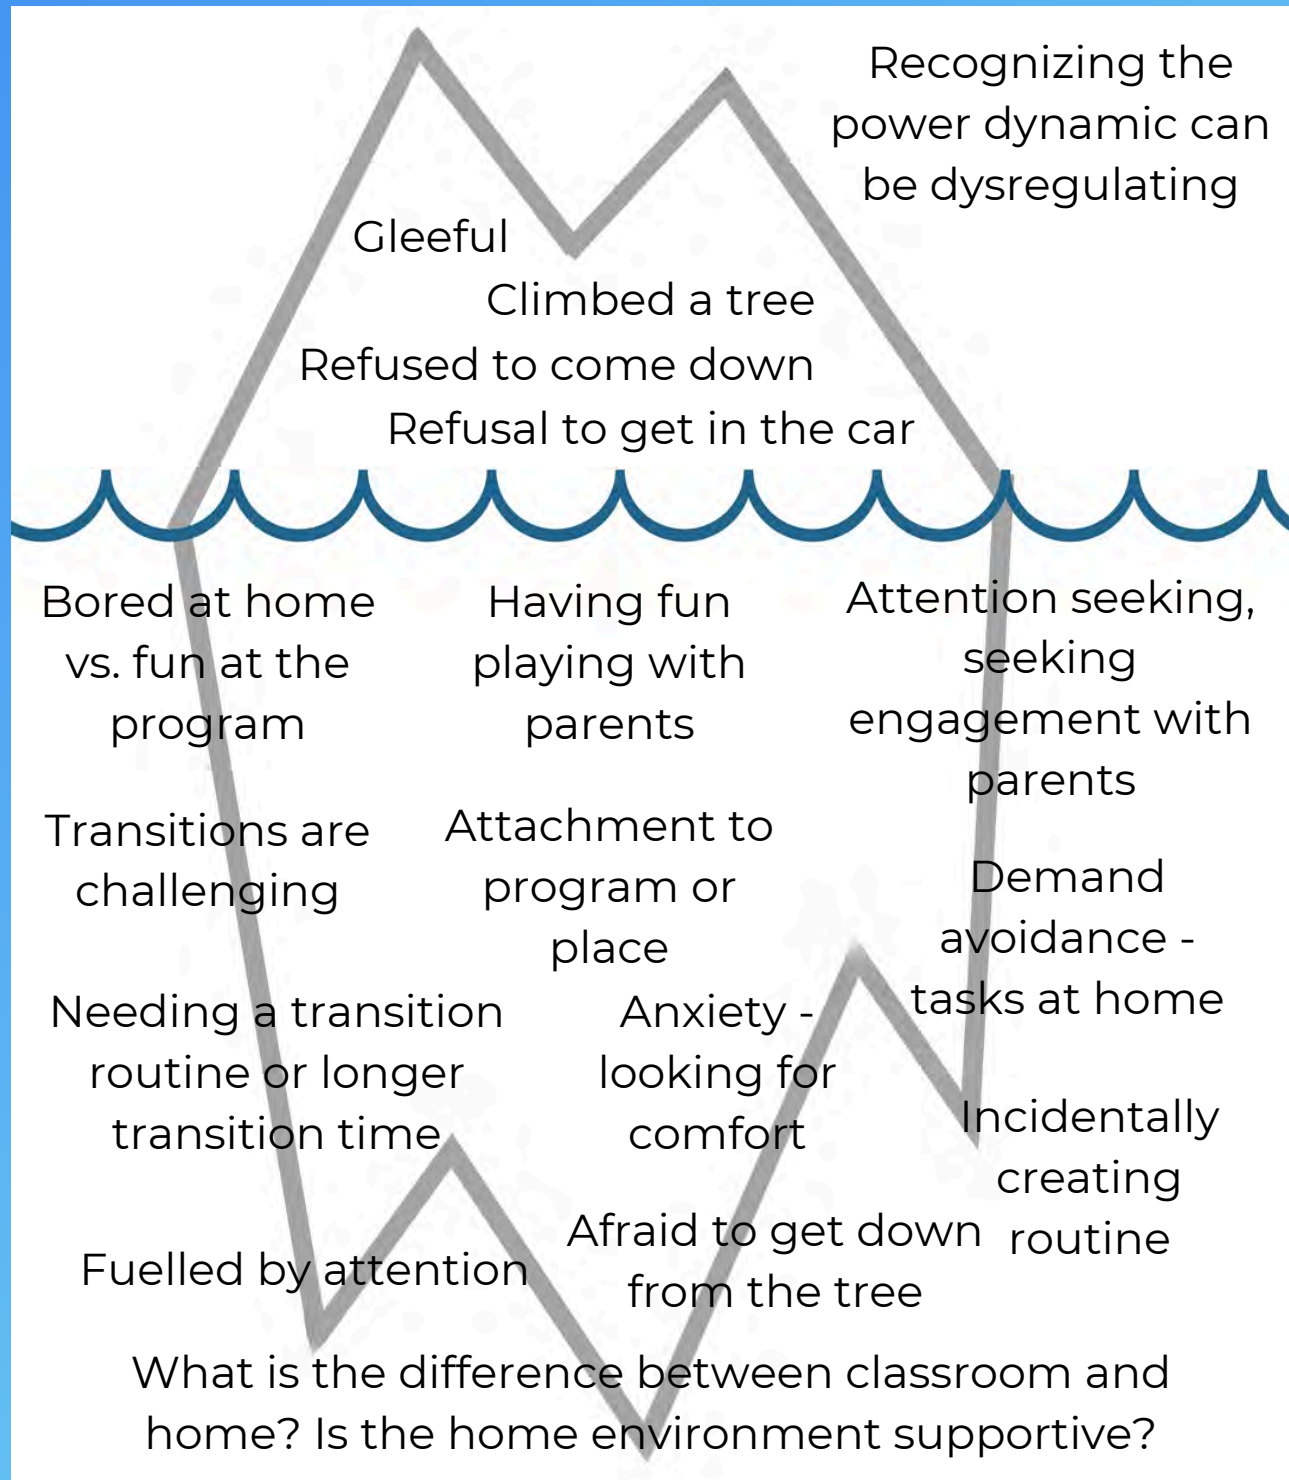 Recognizing the
power dynamic can
be dysregulating
Gleeful
Climbed a tree
Refused to come down
Refusal to get in the car
Bored at home
vs. fun at the
program
Having fun
playing with
parents
Attention seeking,
seeking
engagement with
parents
Transitions are
challenging
Attachment to
program or
place
Demand
avoidance -
tasks at home
Needing a transition
routine or longer
transition time
Anxiety -
looking for
comfort
Incidentally
creating
routine
Fuelled by attention
Afraid to get down
from the tree
What is the difference between classroom and
home? Is the home environment supportive?